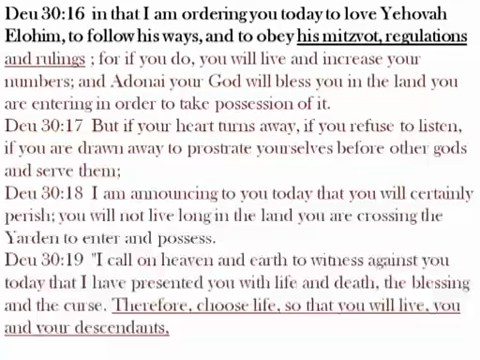 Deu 30:16 in that I am ordering you today to love Yehovah
Elohim, to follow his ways, and to obey his mitzvot, regulations
and rulings ; for if you do, you will live and increase your
numbers; and Adonai your God will bless you in the land you
are entering in order to take possession of it.
Deu 30:17 But if your heart turns away, if you refuse to listen,
if you are drawn away to prostrate yourselves before other gods
and serve them;
Deu 30:18 I am announcing to you today that you will certainly
perish; you will not live long in the land you are crossing the
Yarden to enter and possess.
Deu 30:19 "I call on heaven and earth to witness against you
today that I have presented you with life and death, the blessing
and the curse. Therefore, choose life, so that you will live, you
and your descendants,